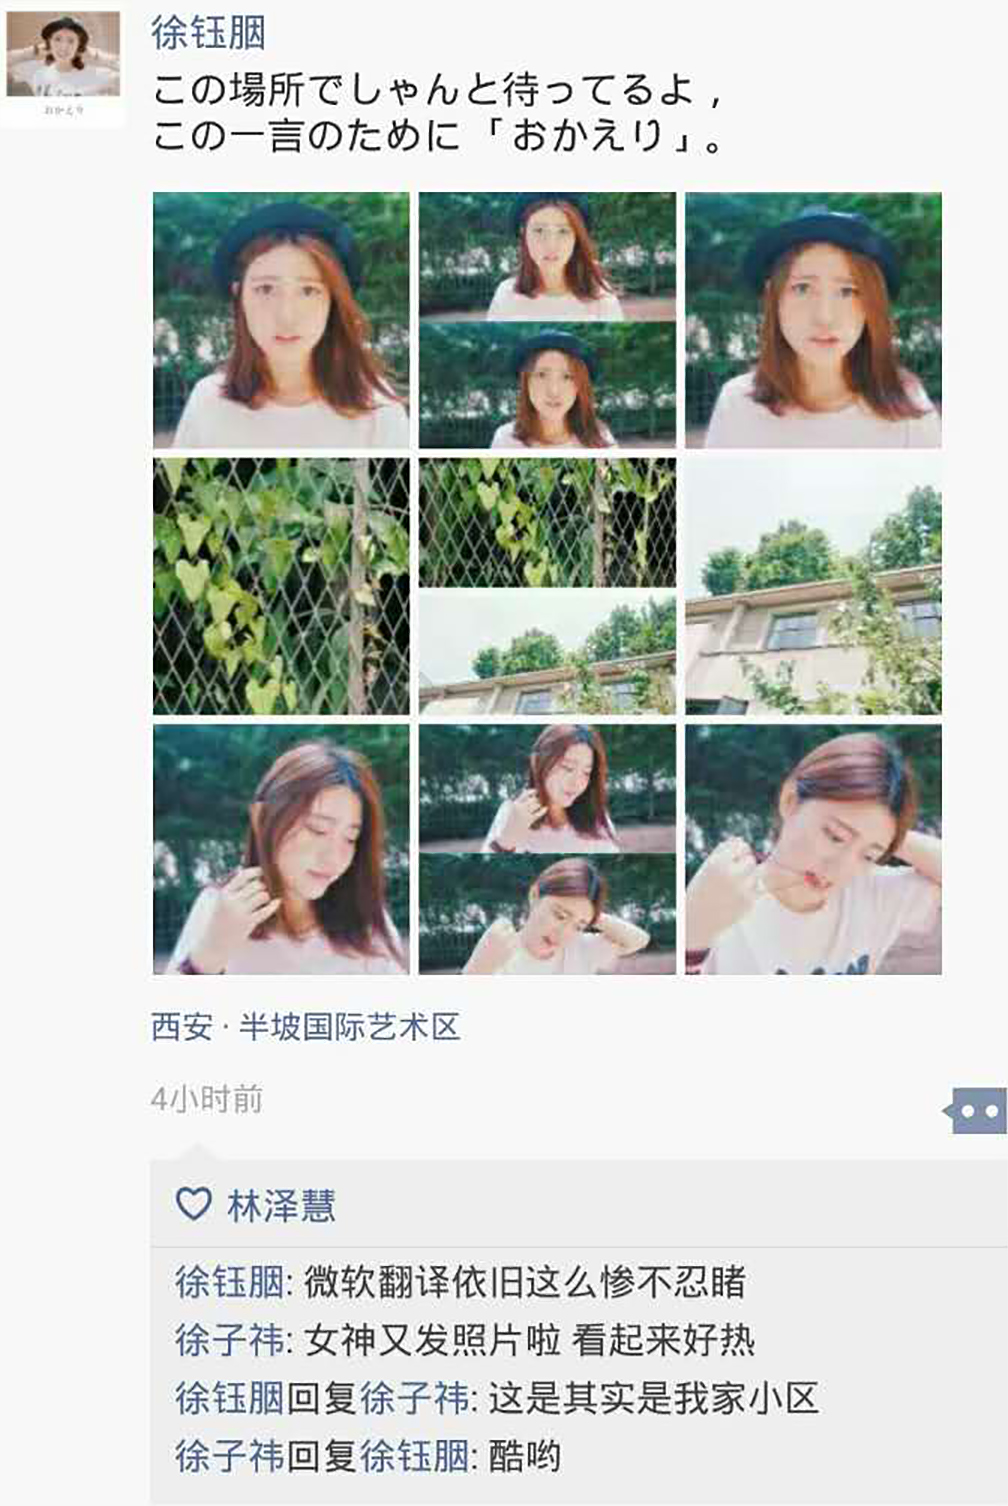 徐钰胭
おかえり
この場所でしゃんと待ってるよ，
この一言のために「おかえり」。
西安 · 半坡国际艺术区
4小时前
林泽慧
徐钰胭: 微软翻译依旧这么惨不忍睹
徐子祎: 女神又发照片啦 看起来好热
徐钰胭回复徐子祎: 这是其实是我家小区
徐子祎回复徐钰胭: 酷哟